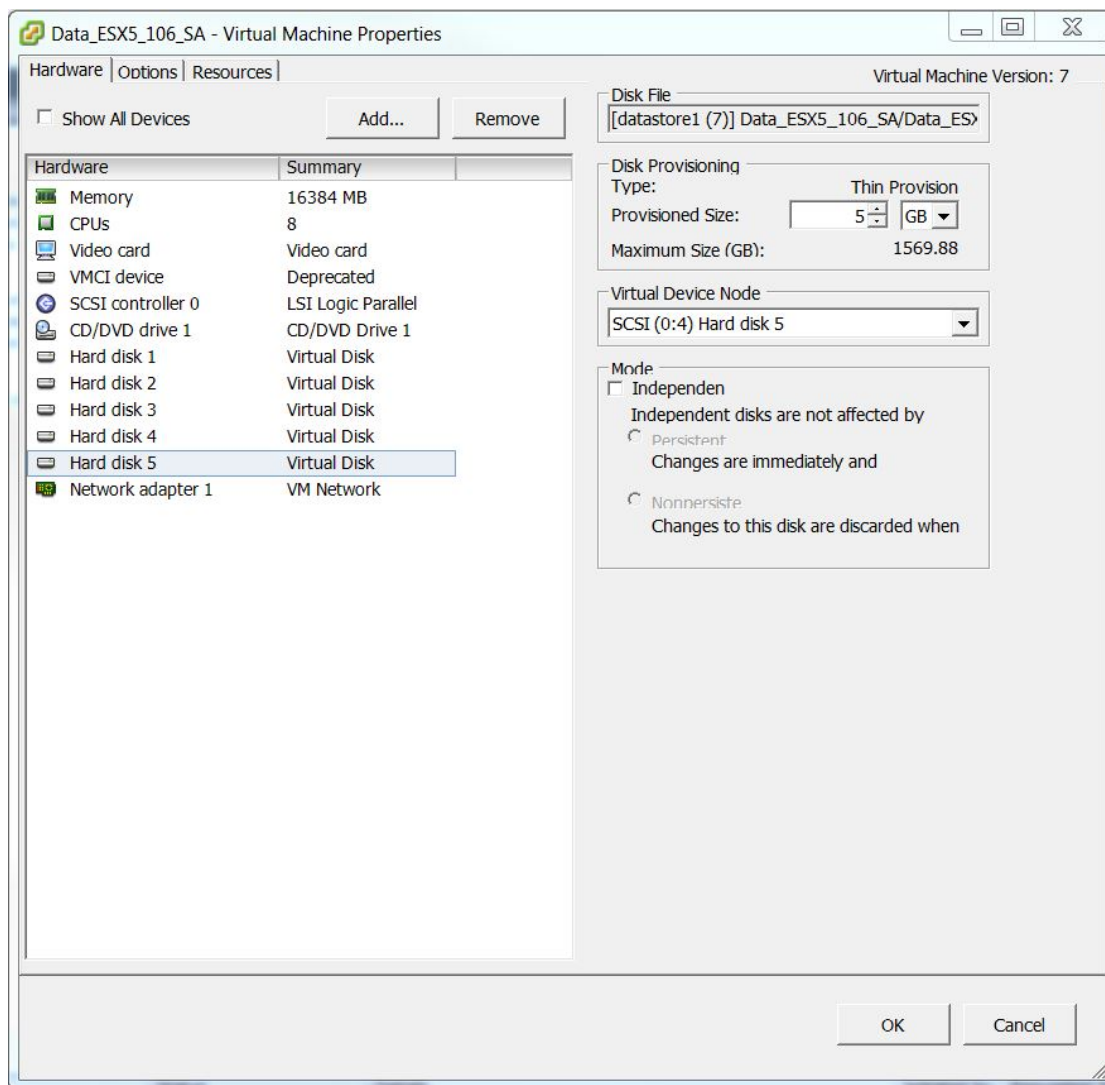 Data_ESX5_106_SA - Virtual Machine Properties
Hardware Options Resources
Virtual Machine Version: 7
Show All Devices
Add...
Remove
Hardware Summary
Memory 16384 MB
CPUs 8
Video card Video card
VMCI device Deprecated
SCSI controller 0 LSI Logic Parallel
CD/DVD drive 1 CD/DVD Drive 1
Hard disk 1 Virtual Disk
Hard disk 2 Virtual Disk
Hard disk 3 Virtual Disk
Hard disk 4 Virtual Disk
Hard disk 5 Virtual Disk
Network adapter 1 VM Network
Disk File
[datastore1 (7)] Data_ESX5_106_SA/Data_ESX
Disk Provisioning
Type: Thin Provision
Provisioned Size: 5 GB
Maximum Size (GB): 1569.88
Virtual Device Node
SCSI (0:4) Hard disk 5
Mode
Independen
Independent disks are not affected by
Persistent
Changes are immediately and
Nonpersiste
Changes to this disk are discarded when
OK
Cancel